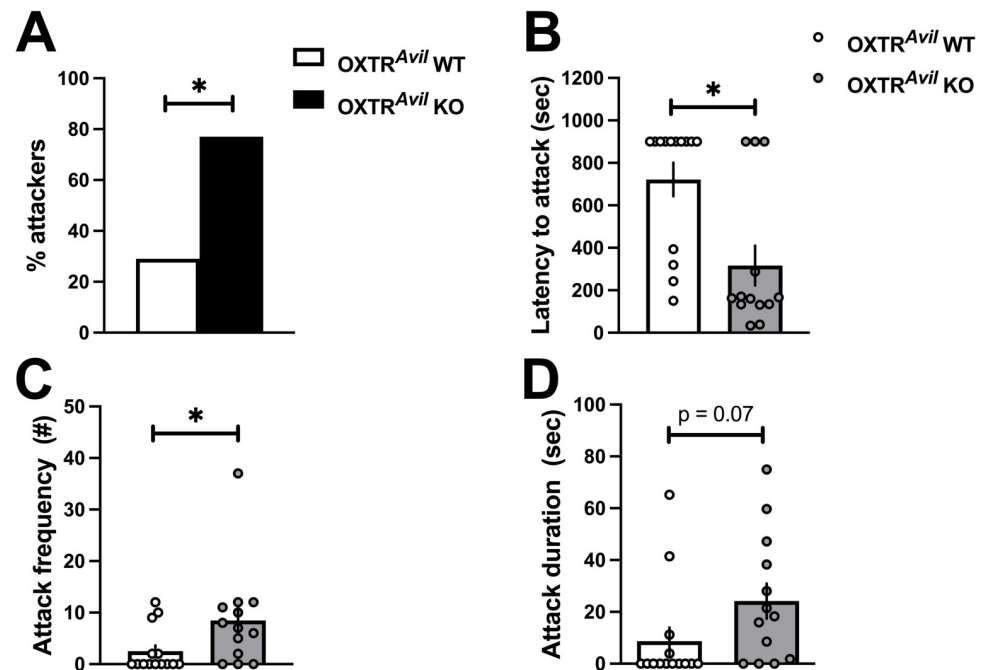 A
OXTR^Avil WT
OXTR^Avil KO
*
% attackers
100
80
60
40
20
0
B
OXTR^Avil WT
OXTR^Avil KO
*
Latency to attack (sec)
1200
1000
800
600
400
200
0
C
*
Attack frequency (#)
50
40
30
20
10
0
D
p = 0.07
Attack duration (sec)
100
80
60
40
20
0